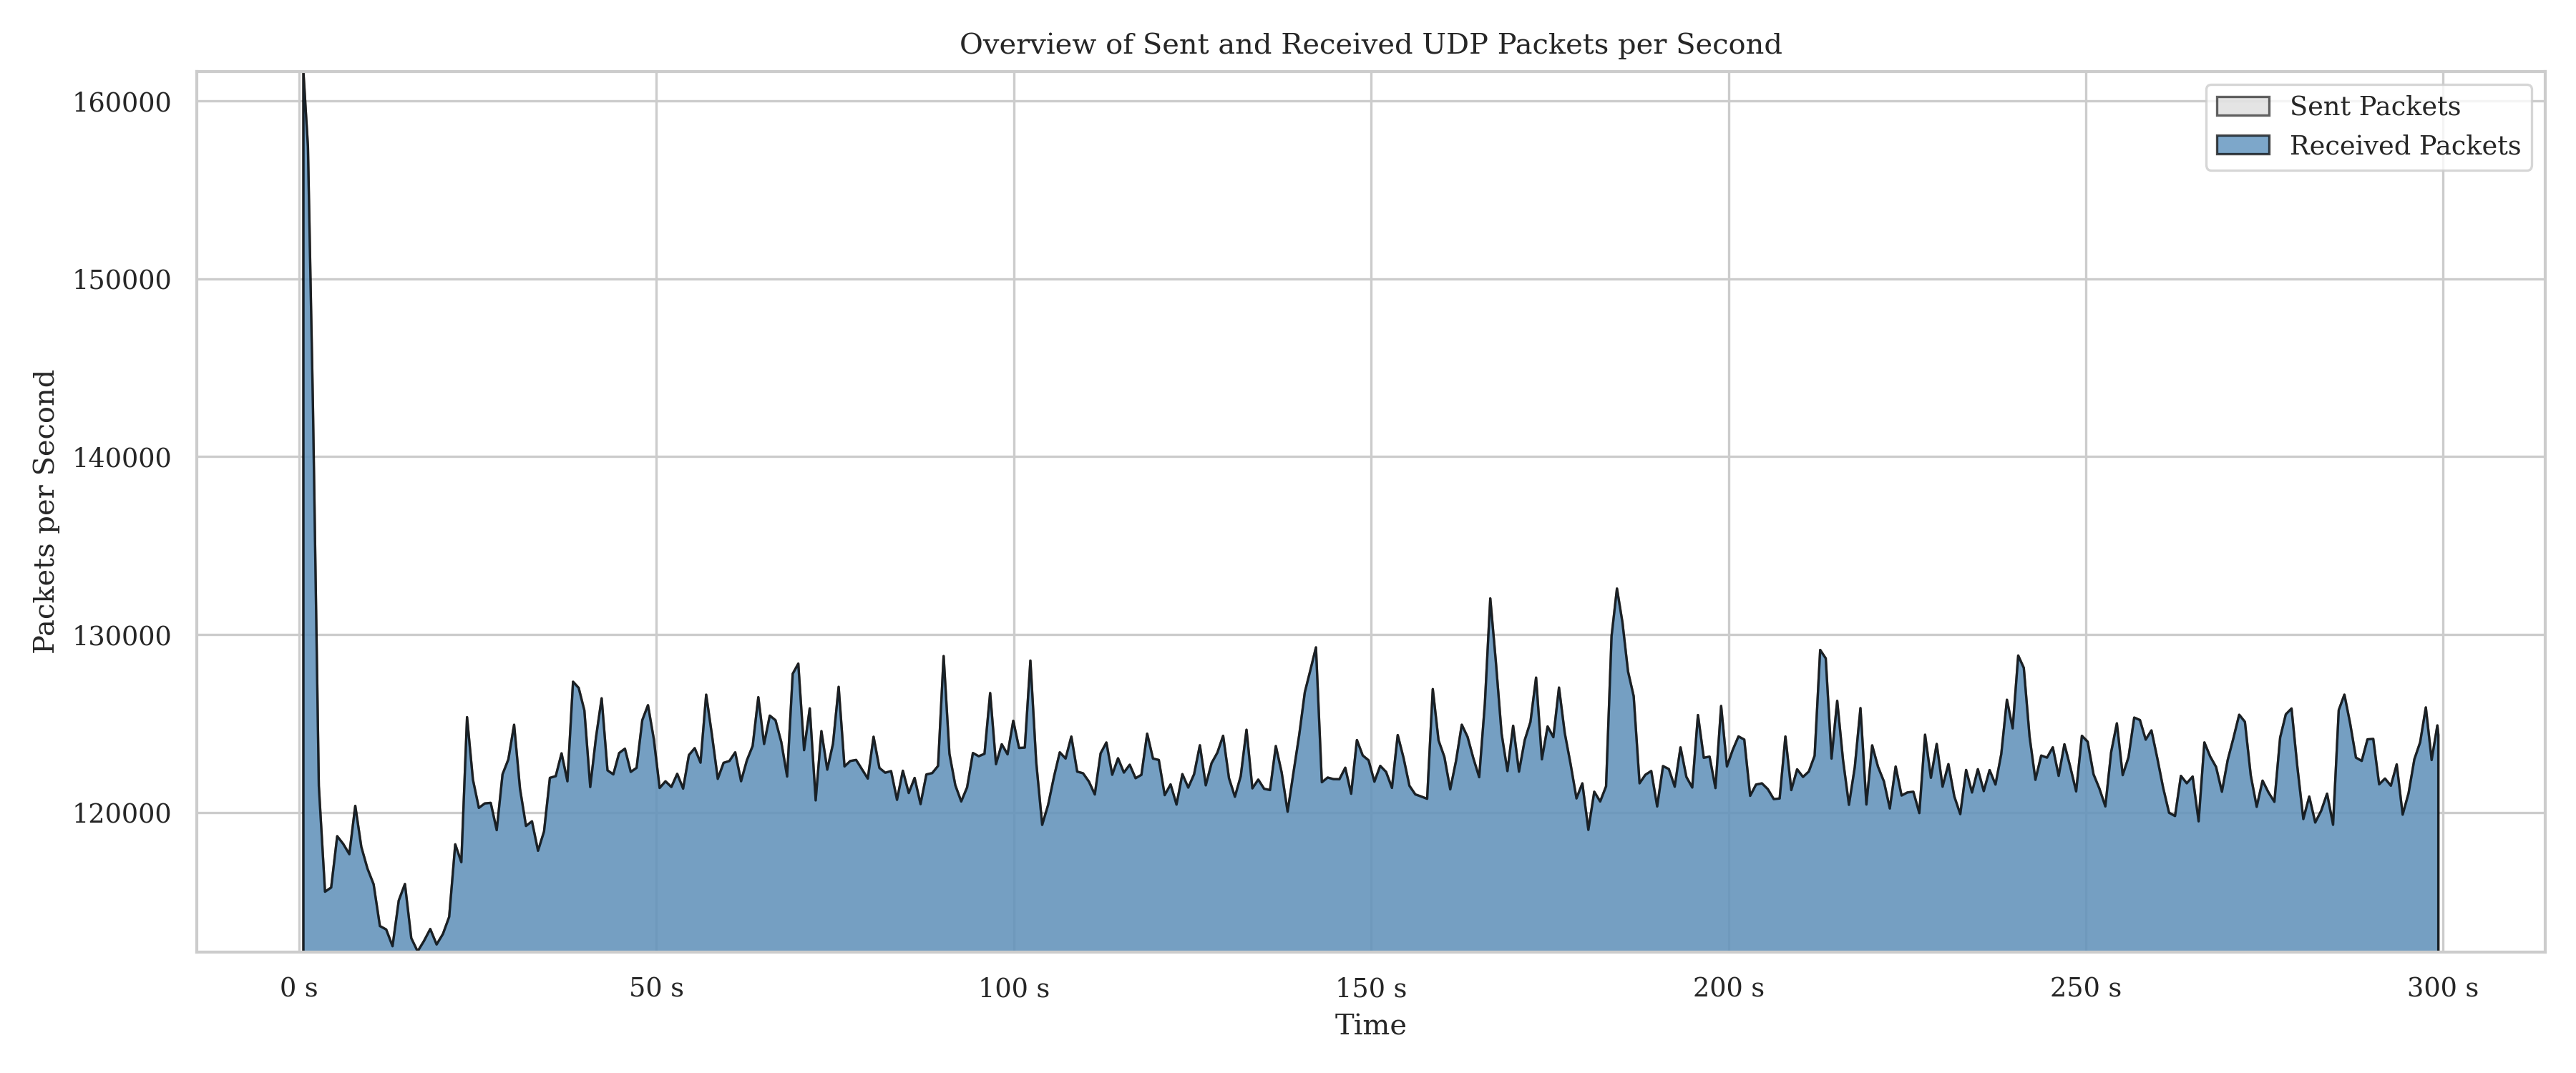 Overview of Sent and Received UDP Packets per Second
Sent Packets
Received Packets
Packets per Second
160000
150000
140000
130000
120000
0 s
50 s
100 s
150 s
200 s
250 s
300 s
Time